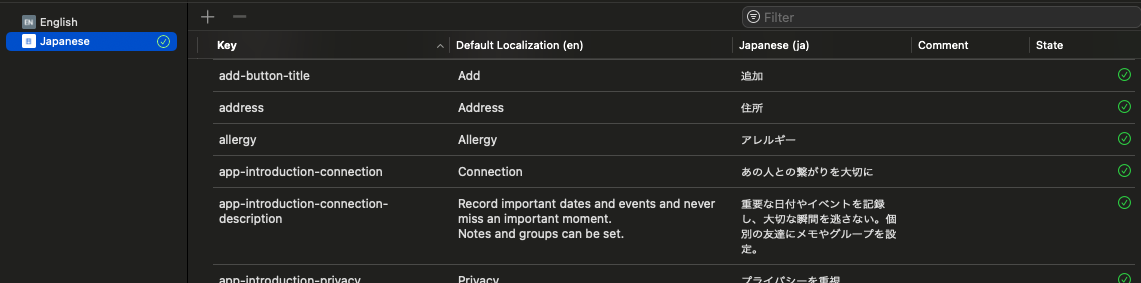 EN English
Japanese
Filter
Key
Default Localization (en)
Japanese (ja)
Comment
State
add-button-title
Add
追加
address
Address
住所
allergy
Allergy
アレルギー
app-introduction-connection
Connection
あの人との繋がりを大切に
app-introduction-connection-
description
Record important dates and events and never
miss an important moment.
Notes and groups can be set.
重要な日付やイベントを記録
し、大切な瞬間を逃さない。個
別の友達にメモやグループを設
定。
app-introduction-privacy
Privacy
プライバシーを重視